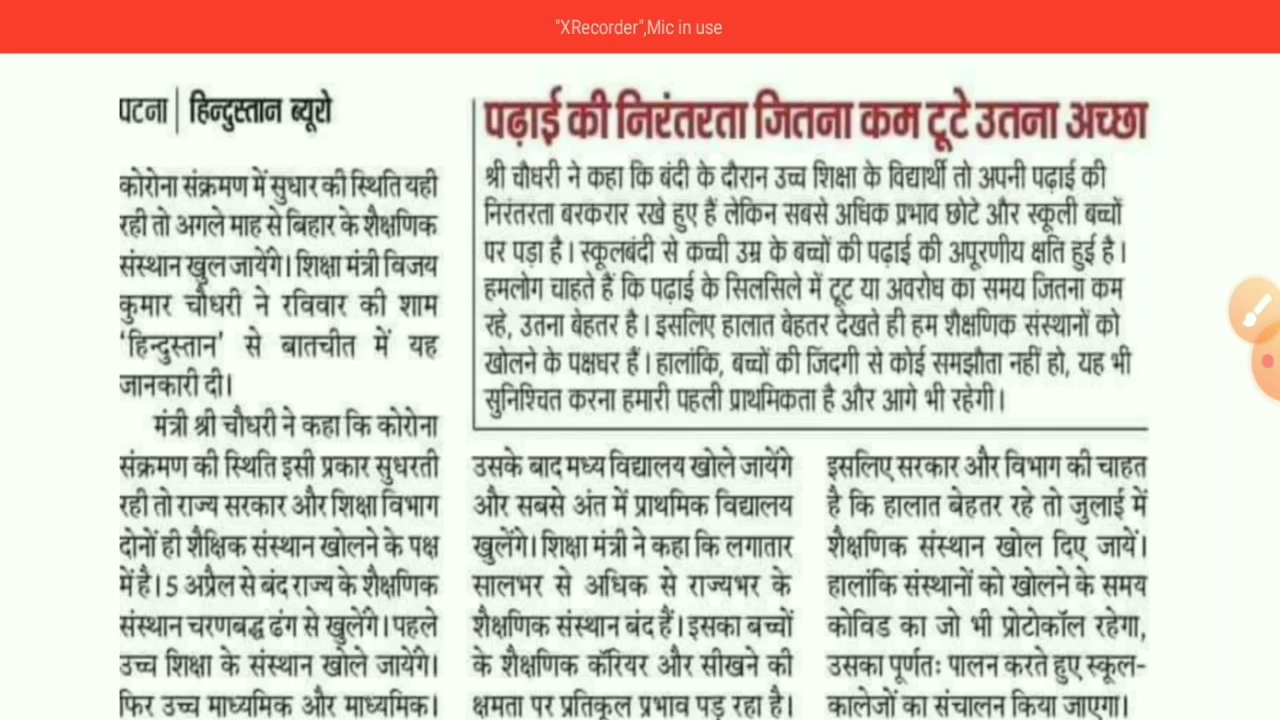 "XRecorder",Mic in use
पटना | हिन्दुस्तान ब्यूरो
कोरोना संक्रमण में सुधार की स्थिति यही
रही तो अगले माह से बिहार के शैक्षणिक
संस्थान खुल जायेंगे। शिक्षा मंत्री विजय
कुमार चौधरी ने रविवार की शाम
'हिन्दुस्तान' से बातचीत में यह
जानकारी दी।
मंत्री श्री चौधरी ने कहा कि कोरोना
संक्रमण की स्थिति इसी प्रकार सुधरती
रही तो राज्य सरकार और शिक्षा विभाग
दोनों ही शैक्षिक संस्थान खोलने के पक्ष
में है। 5 अप्रैल से बंद राज्य के शैक्षणिक
संस्थान चरणबद्ध ढंग से खुलेंगे। पहले
उच्च शिक्षा के संस्थान खोले जायेंगे।
फिर उच्च माध्यमिक और माध्यमिक।
पढ़ाई की निरंतरता जितना कम टूटे उतना अच्छा
श्री चौधरी ने कहा कि बंदी के दौरान उच्च शिक्षा के विद्यार्थी तो अपनी पढ़ाई की
निरंतरता बरकरार रखे हुए हैं लेकिन सबसे अधिक प्रभाव छोटे और स्कूली बच्चों
पर पड़ा है। स्कूलबंदी से कच्ची उम्र के बच्चों की पढ़ाई की अपूरणीय क्षति हुई है।
हमलोग चाहते हैं कि पढ़ाई के सिलसिले में टूट या अवरोध का समय जितना कम
रहे, उतना बेहतर है। इसलिए हालात बेहतर देखते ही हम शैक्षणिक संस्थानों को
खोलने के पक्षधर हैं। हालांकि, बच्चों की जिंदगी से कोई समझौता नहीं हो, यह भी
सुनिश्चित करना हमारी पहली प्राथमिकता है और आगे भी रहेगी।
उसके बाद मध्य विद्यालय खोले जायेंगे
और सबसे अंत में प्राथमिक विद्यालय
खुलेंगे। शिक्षा मंत्री ने कहा कि लगातार
सालभर से अधिक से राज्यभर के
शैक्षणिक संस्थान बंद हैं। इसका बच्चों
के शैक्षणिक कॅरियर और सीखने की
क्षमता पर प्रतिकूल प्रभाव पड़ रहा है।
इसलिए सरकार और विभाग की चाहत
है कि हालात बेहतर रहे तो जुलाई में
शैक्षणिक संस्थान खोल दिए जायें।
हालांकि संस्थानों को खोलने के समय
कोविड का जो भी प्रोटोकॉल रहेगा,
उसका पूर्णतः पालन करते हुए स्कूल-
कालेजों का संचालन किया जाएगा।